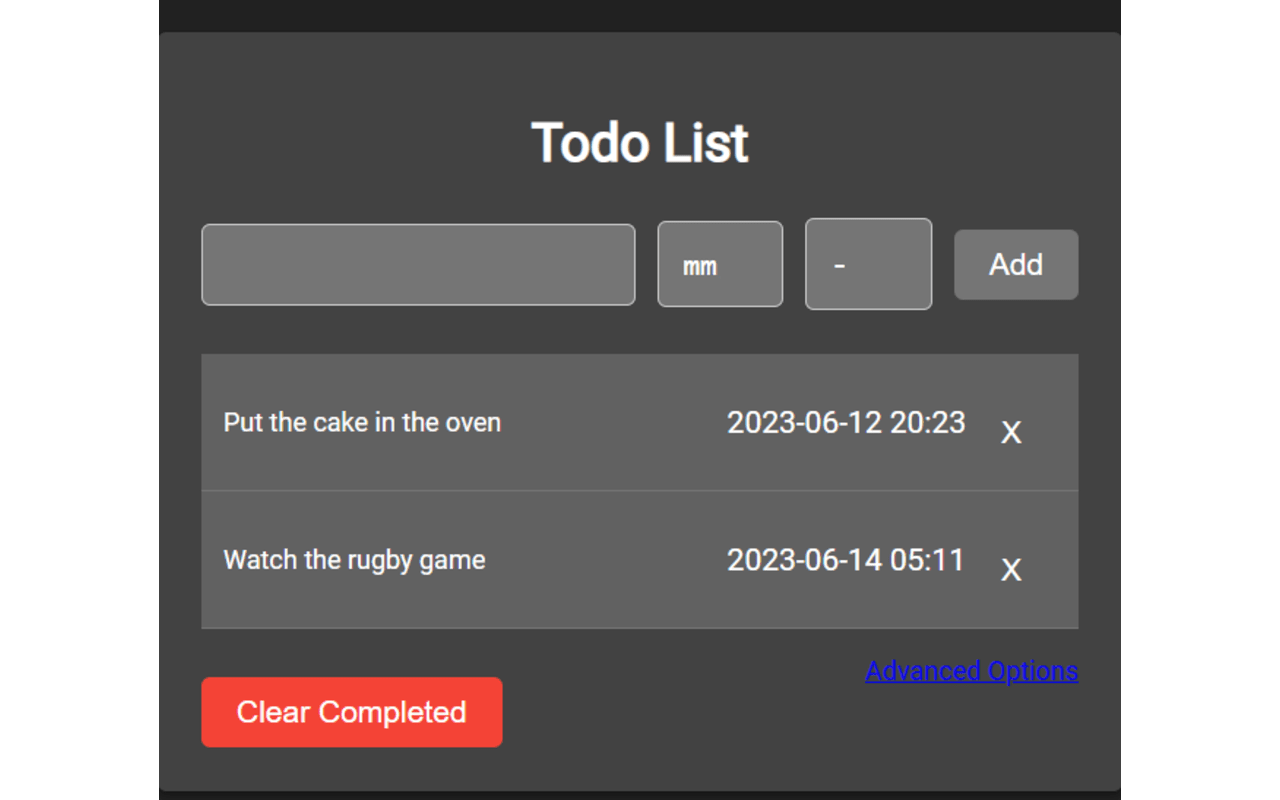 Todo List
mm - Add
Put the cake in the oven 2023-06-12 20:23 X
Watch the rugby game 2023-06-14 05:11 X
Advanced Options
Clear Completed